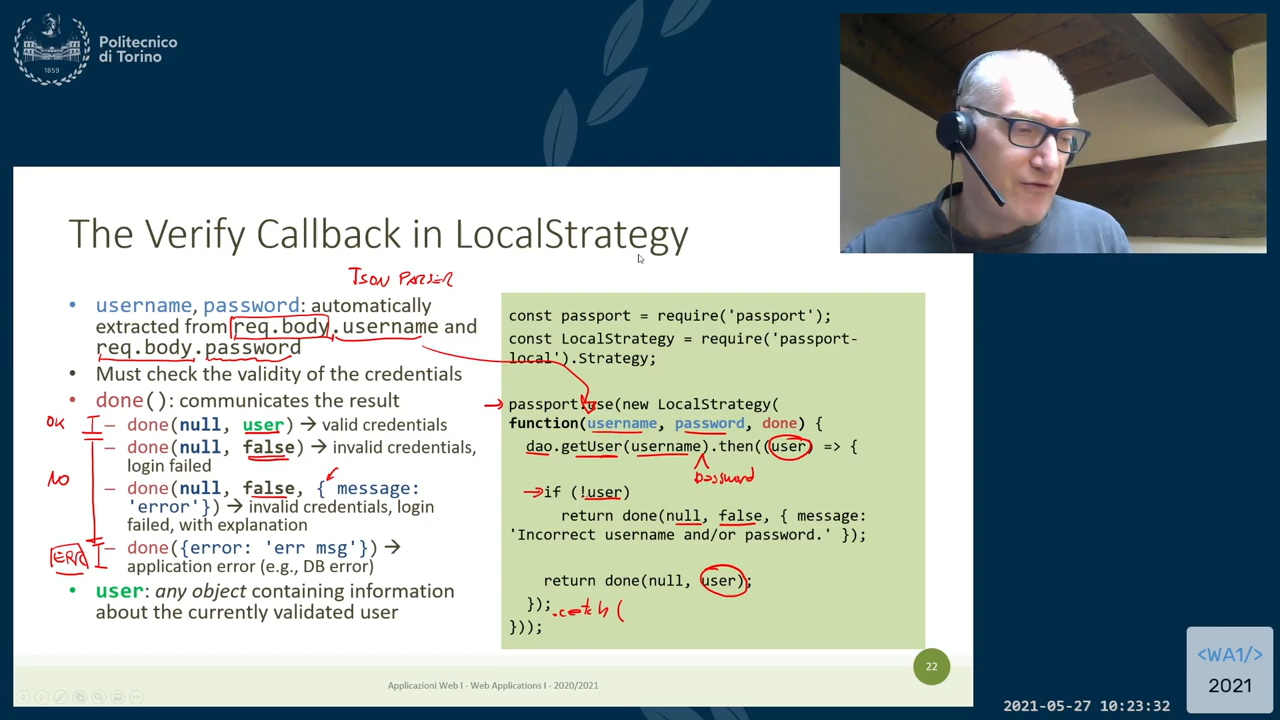 Politecnico
di Torino
1859
The Verify Callback in LocalStrategy
JSON PARSER
• username, password: automatically
extracted from req.body.username and
req.body.password
• Must check the validity of the credentials
• done(): communicates the result
OK
– done(null, user) → valid credentials
– done(null, false) → invalid credentials,
login failed
NO
– done(null, false, { message:
'error'}) → invalid credentials, login
failed, with explanation
ERR
– done({error: 'err msg'}) →
application error (e.g., DB error)
• user: any object containing information
about the currently validated user
const passport = require('passport');
const LocalStrategy = require('passport-
local').Strategy;
passport.use(new LocalStrategy(
function(username, password, done) {
dao.getUser(username).then((user) => {
password
if (!user)
return done(null, false, { message:
'Incorrect username and/or password.' });
return done(null, user);
});
.catch (
}));
22
Applicazioni Web I - Web Applications I - 2020/2021
<WA1/>
2021
2021-05-27 10:23:32